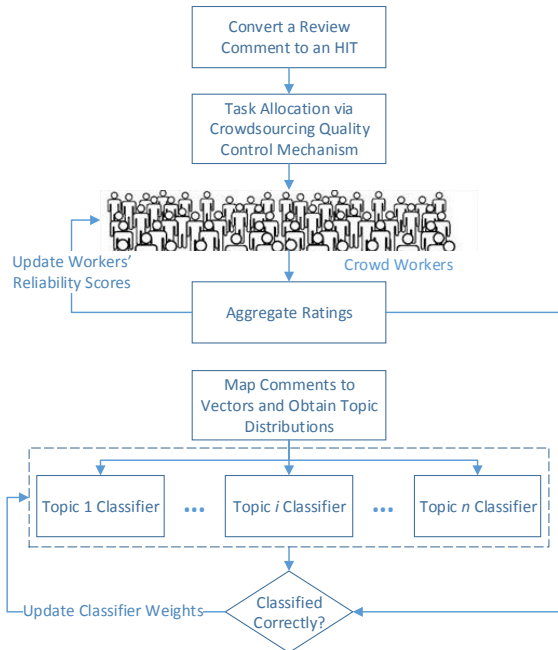 Convert a Review
Comment to an HIT
Task Allocation via
Crowdsourcing Quality
Control Mechanism
Update Workers'
Reliability Scores
Crowd Workers
Aggregate Ratings
Map Comments to
Vectors and Obtain Topic
Distributions
Topic 1 Classifier
...
Topic i Classifier
...
Topic n Classifier
Update Classifier Weights
Classified
Correctly?